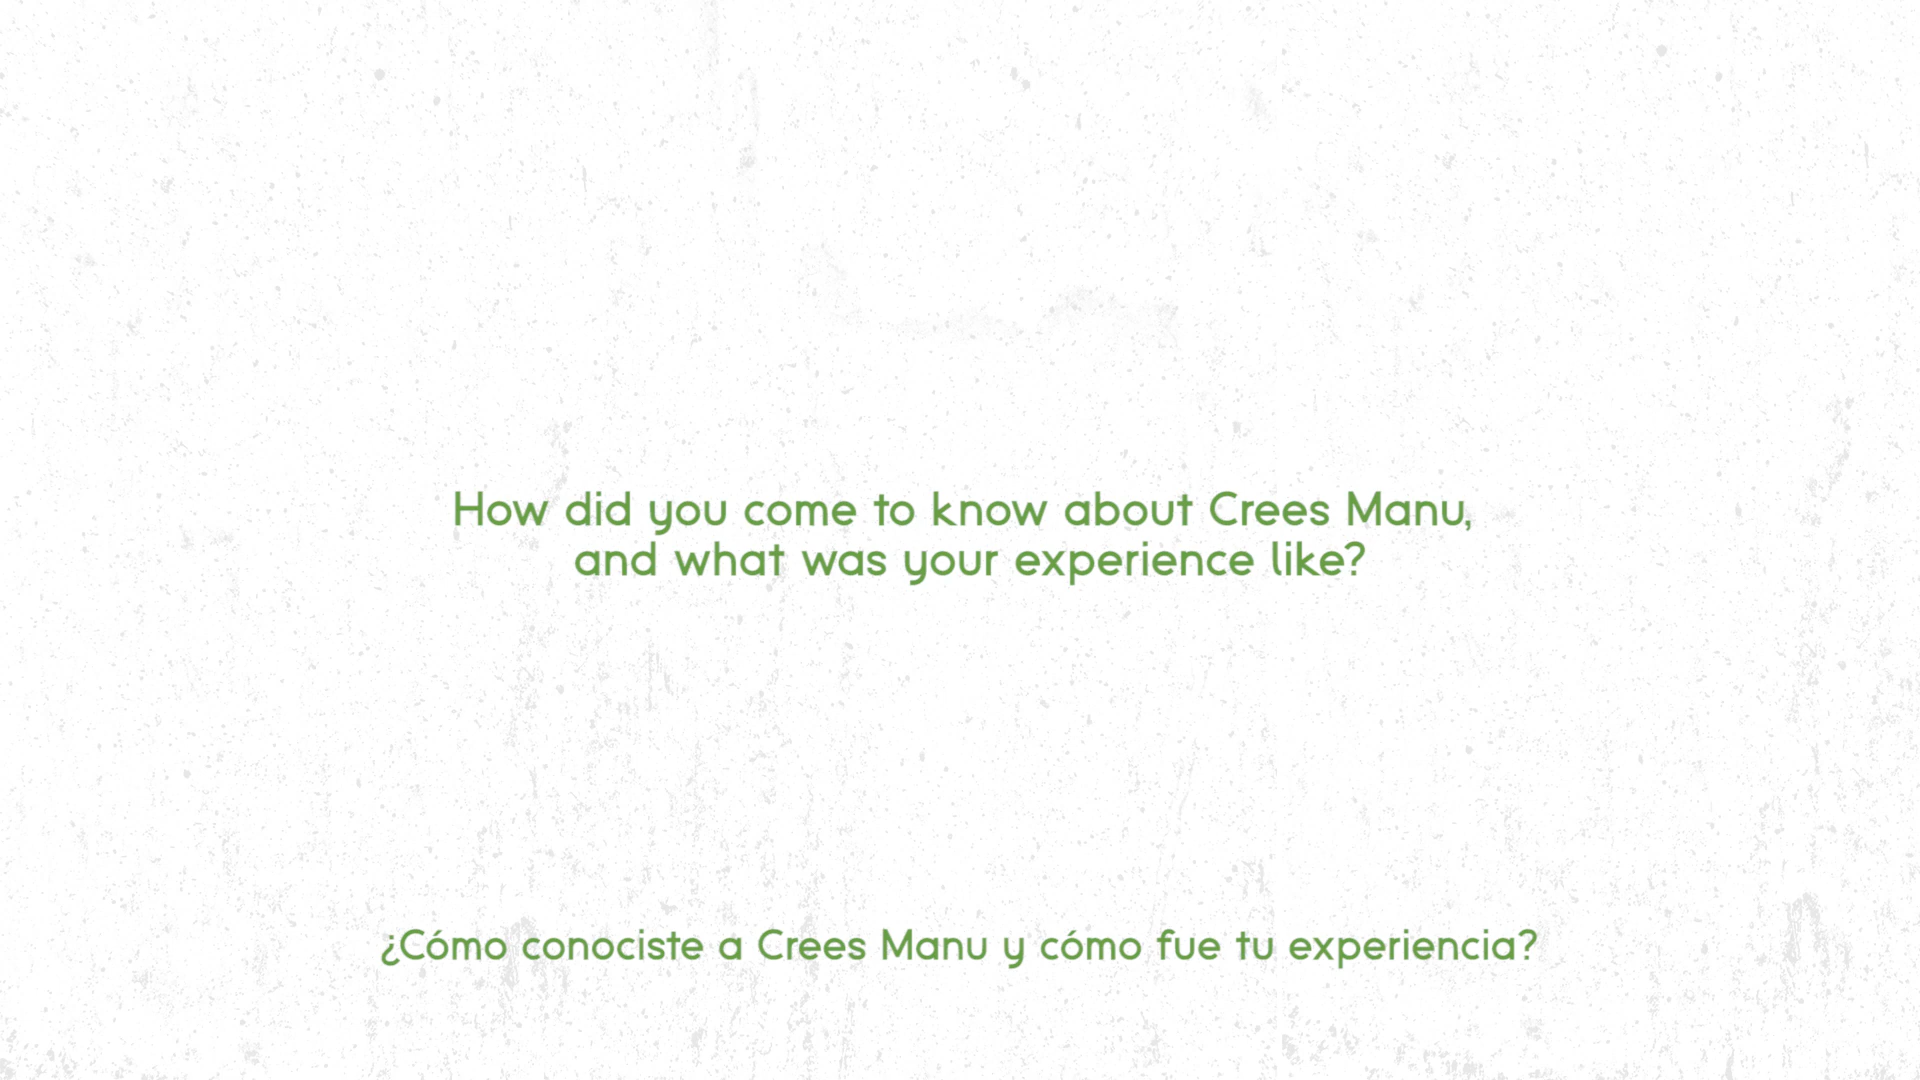 How did you come to know about Crees Manu,
and what was your experience like?
¿Cómo conociste a Crees Manu y cómo fue tu experiencia?